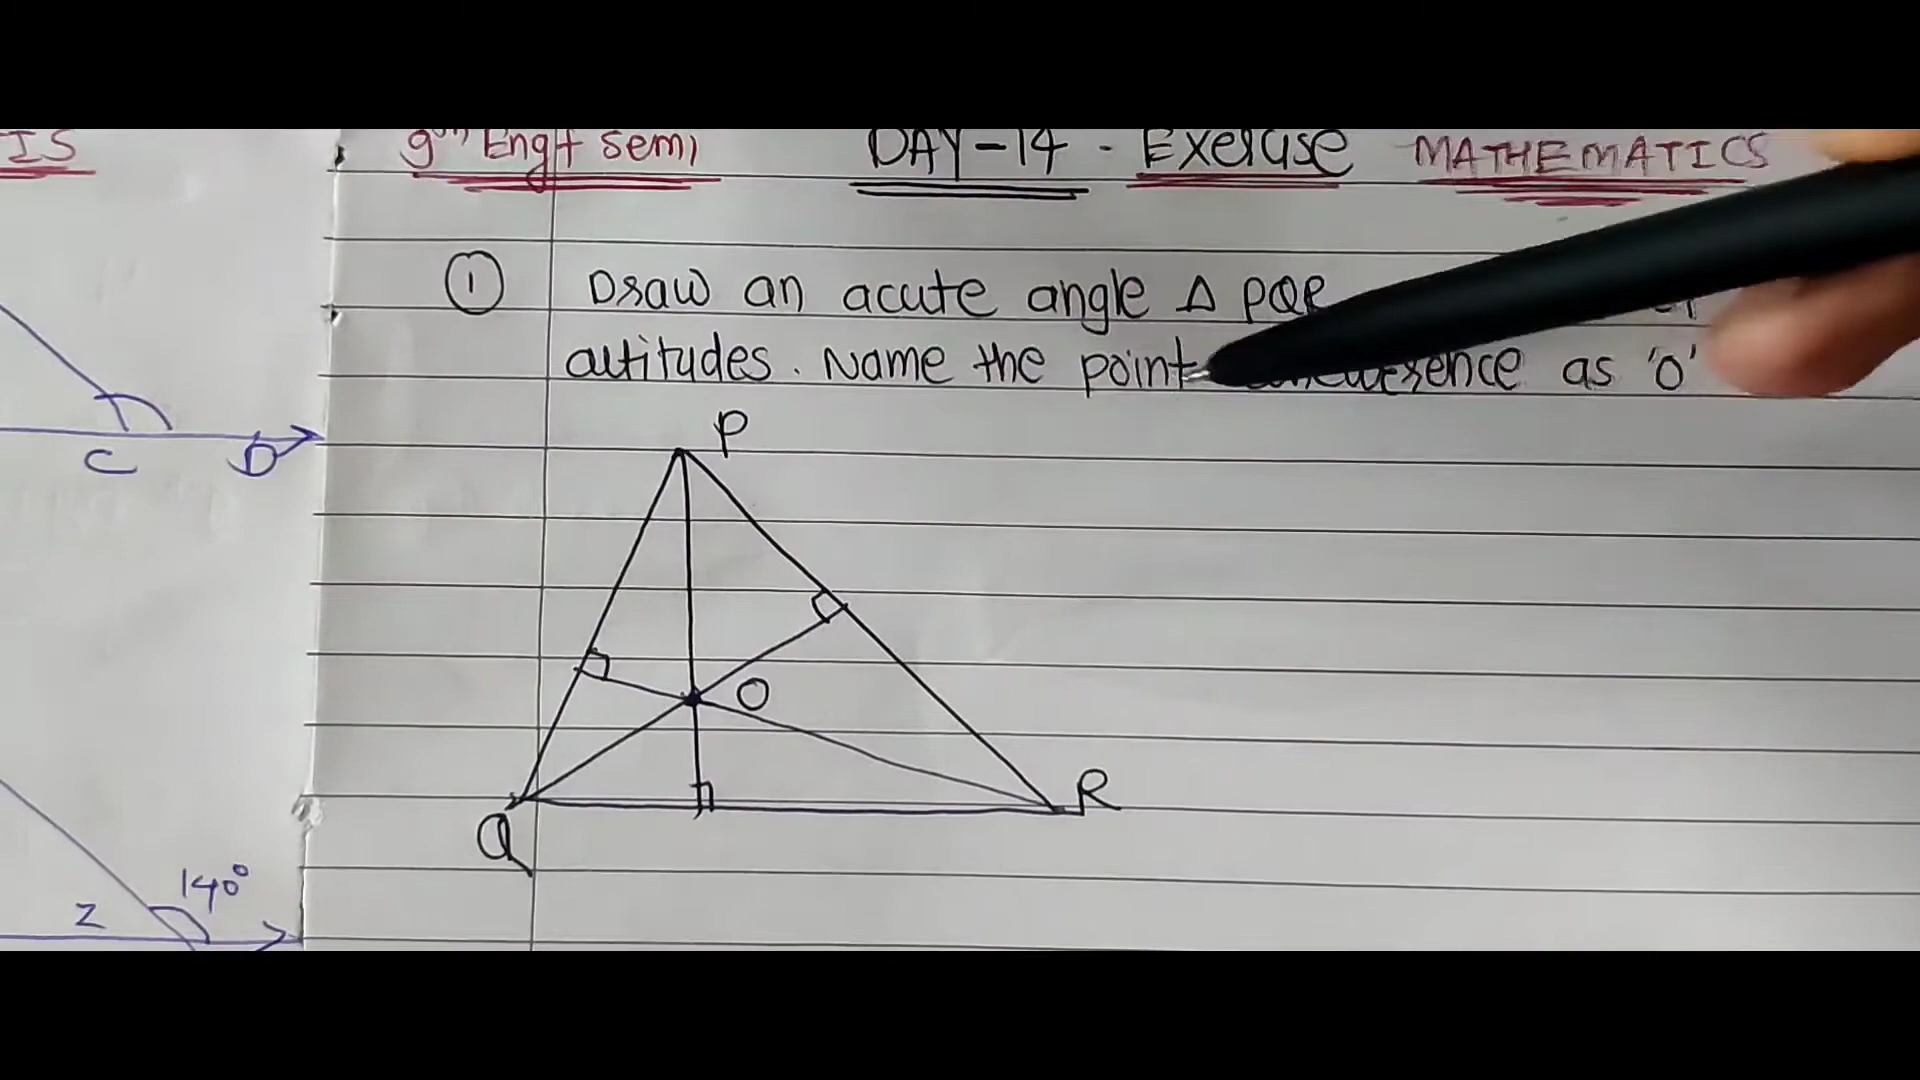 IS
9th Eng+ Semi DAY-14 - Exercise MATHEMATICS
1 Draw an acute angle Δ PQR
altitudes. Name the point as 'O'
P
C D
O
R
Q
140°
Z